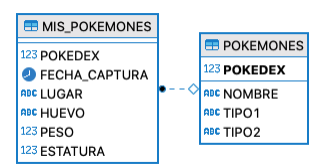 MIS_POKEMONES
123 POKEDEX
FECHA_CAPTURA
ABC LUGAR
ABC HUEVO
123 PESO
123 ESTATURA
POKEMONES
123 POKEDEX
ABC NOMBRE
ABC TIPO1
ABC TIPO2